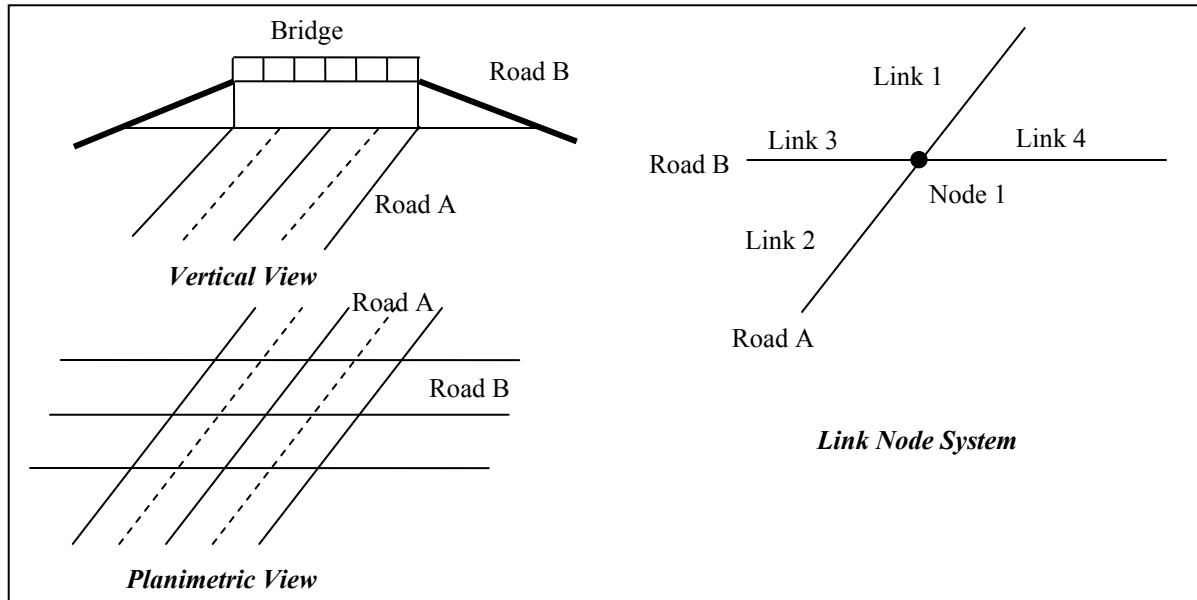 Bridge
Road B
Road A
Vertical View
Road A
Road B
Planimetric View
Link 1
Link 3
Link 4
Road B
Node 1
Link 2
Road A
Link Node System